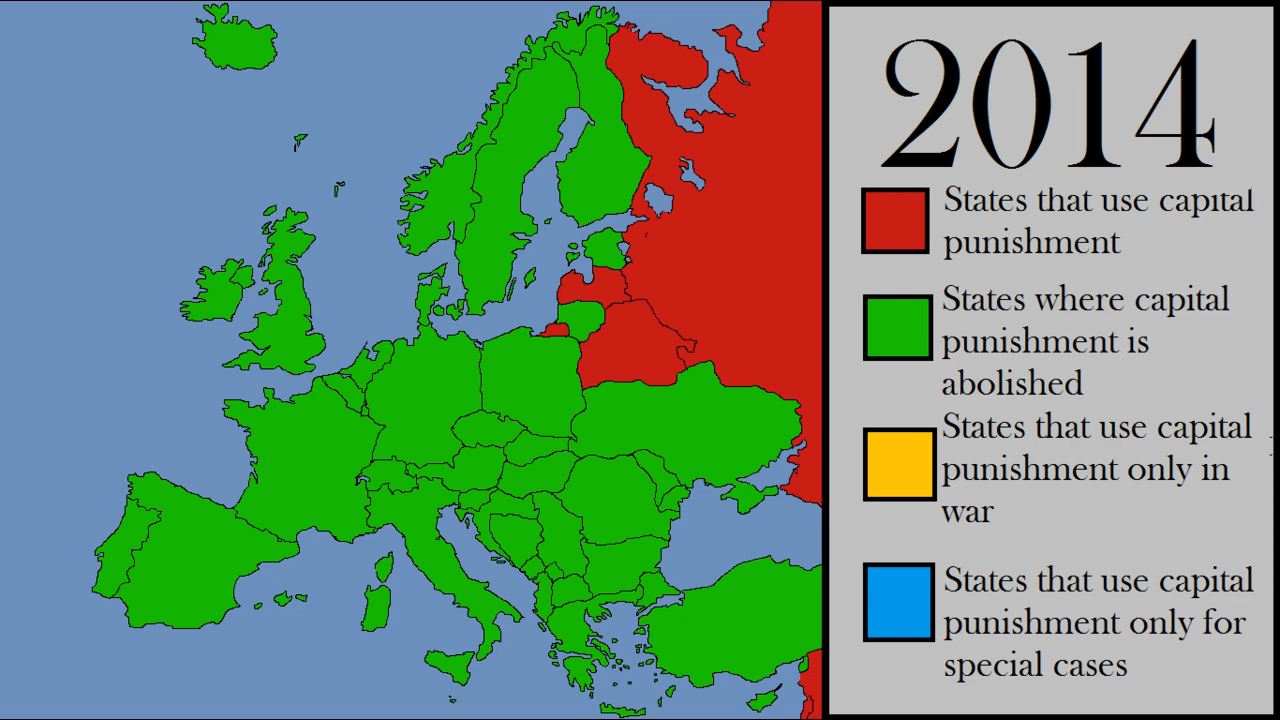 2014
States that use capital
punishment
States where capital
punishment is
abolished
States that use capital
punishment only in
war
States that use capital
punishment only for
special cases